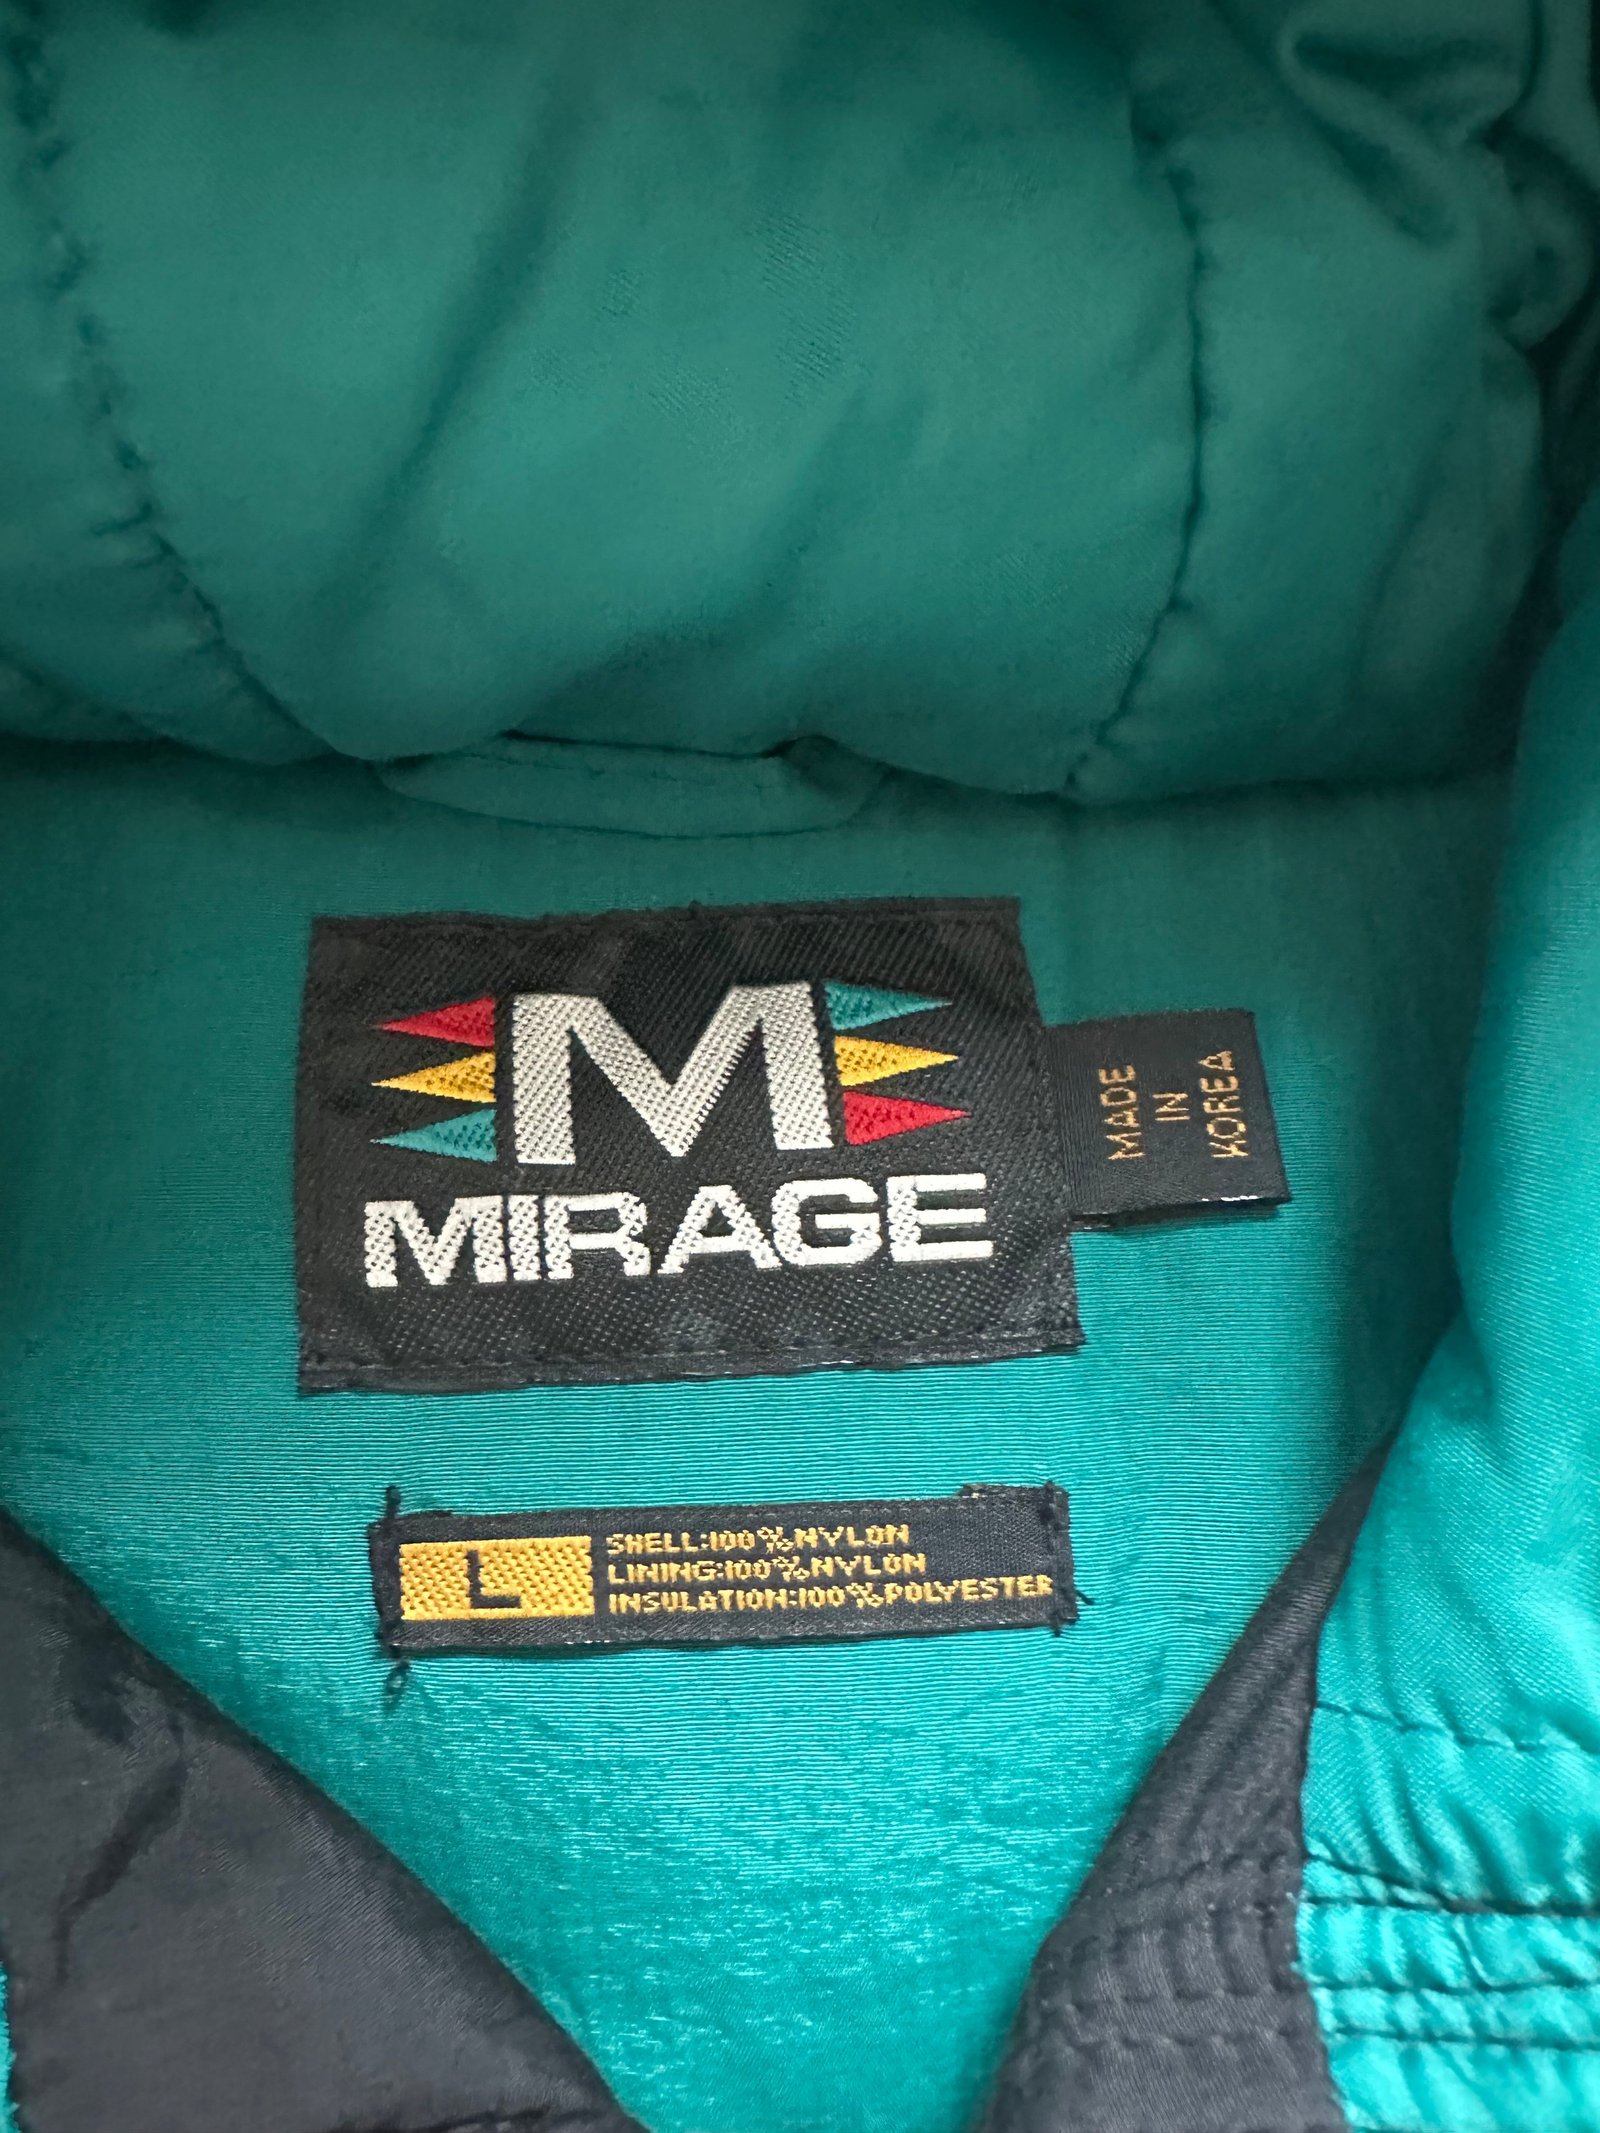 M
MIRAGE
MADE
IN
KOREA
L
SHELL:100%NYLON
LINING:100%NYLON
INSULATION:100%POLYESTER